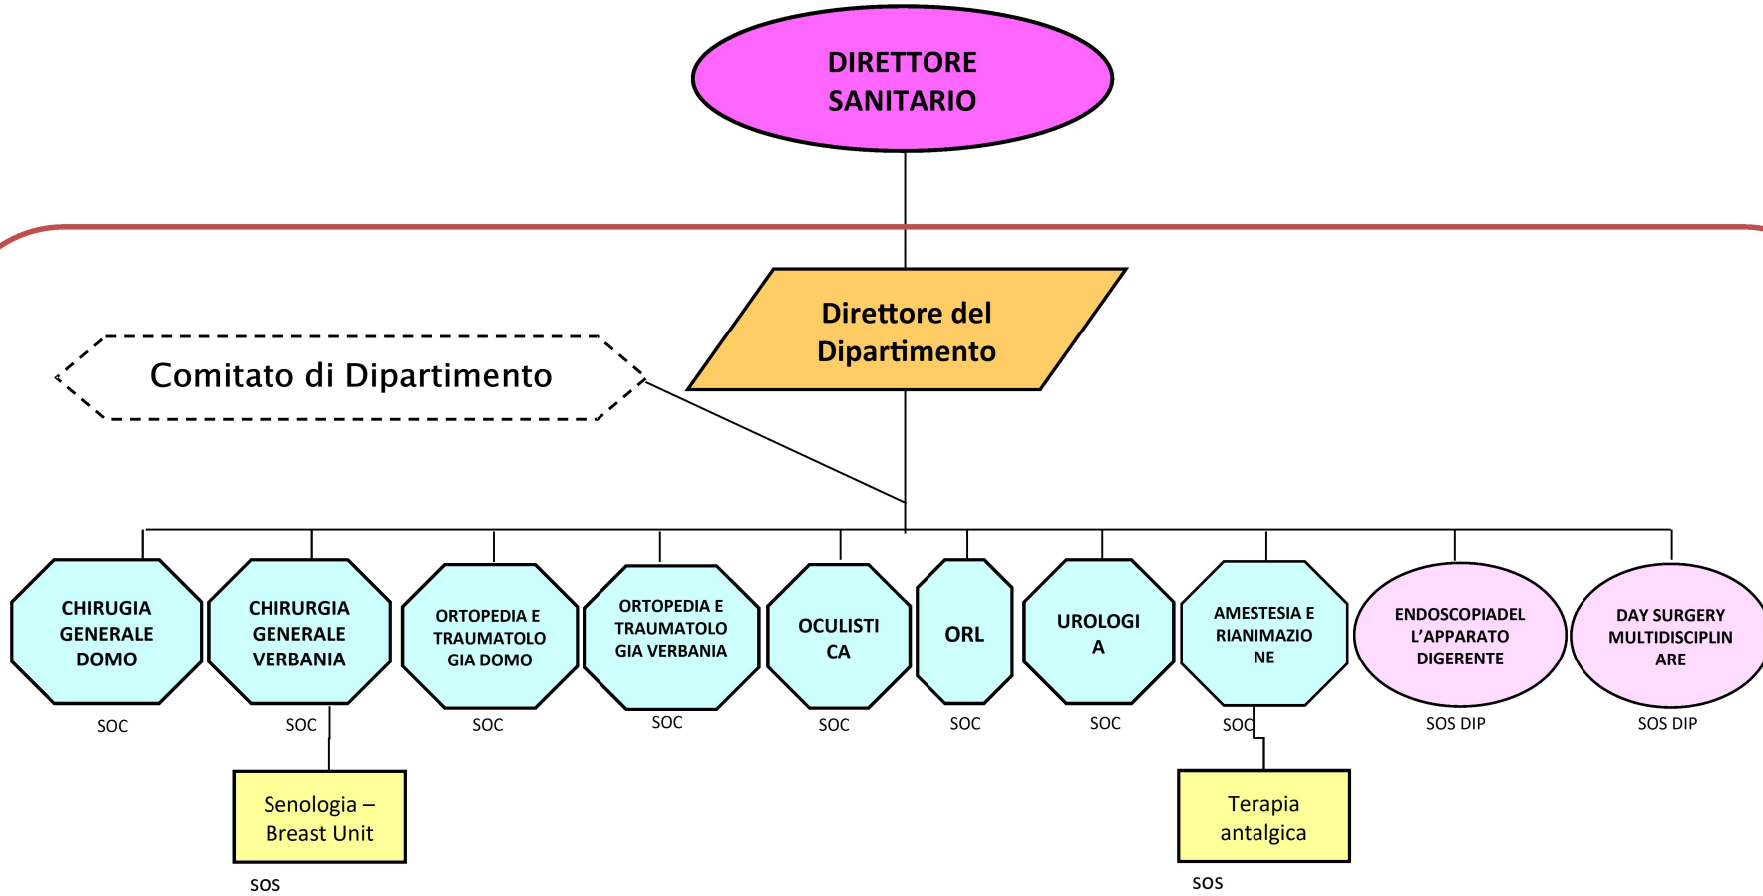 DIRETTORE
SANITARIO
Direttore del
Dipartimento
Comitato di Dipartimento
CHIRUGIA
GENERALE
DOMO
SOC
CHIRURGIA
GENERALE
VERBANIA
SOC
ORTOPEDIA E
TRAUMATOLO
GIA DOMO
SOC
ORTOPEDIA E
TRAUMATOLO
GIA VERBANIA
SOC
OCULISTI
CA
SOC
ORL
SOC
UROLOGI
A
SOC
AMESTESIA E
RIANIMAZIO
NE
SOC
ENDOSCOPIADEL
L’APPARATO
DIGERENTE
SOS DIP
DAY SURGERY
MULTIDISCIPLIN
ARE
SOS DIP
Senologia –
Breast Unit
SOS
Terapia
antalgica
SOS